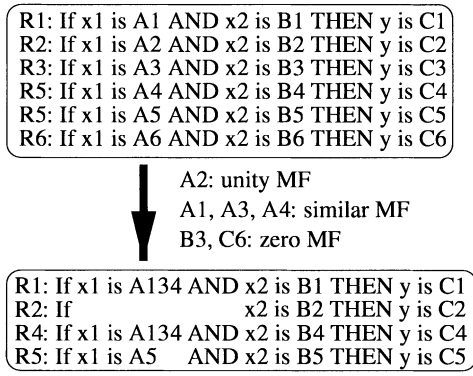 R1: If x1 is A1 AND x2 is B1 THEN y is C1
R2: If x1 is A2 AND x2 is B2 THEN y is C2
R3: If x1 is A3 AND x2 is B3 THEN y is C3
R5: If x1 is A4 AND x2 is B4 THEN y is C4
R5: If x1 is A5 AND x2 is B5 THEN y is C5
R6: If x1 is A6 AND x2 is B6 THEN y is C6
A2: unity MF
A1, A3, A4: similar MF
B3, C6: zero MF
R1: If x1 is A134 AND x2 is B1 THEN y is C1
R2: If x2 is B2 THEN y is C2
R4: If x1 is A134 AND x2 is B4 THEN y is C4
R5: If x1 is A5 AND x2 is B5 THEN y is C5